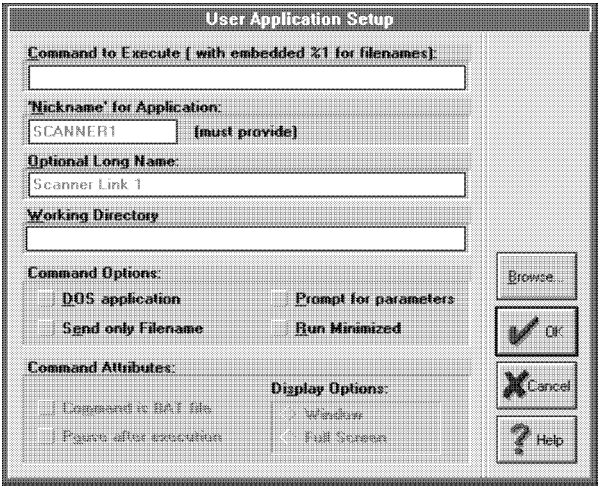 User Application Setup
Command to Execute ( with embedded %1 for filenames):
'Nickname' for Application:
SCANNER1 (must provide)
Optional Long Name:
Scanner Link 1
Working Directory
Command Options:
DOS application Prompt for parameters
Send only Filename Run Minimized
Command Attributes:
Display Options:
Command is BAT file Window
Pause after execution Full Screen
Browse...
OK
Cancel
Help